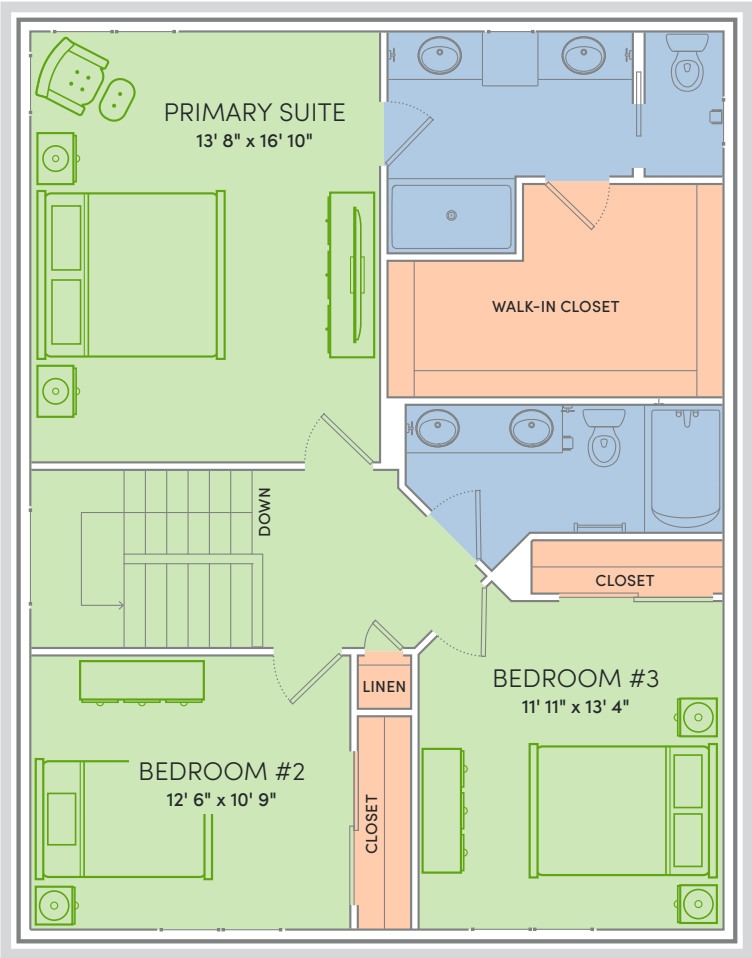 PRIMARY SUITE
13' 8" x 16' 10"
WALK-IN CLOSET
DOWN
CLOSET
LINEN
BEDROOM #3
11' 11" x 13' 4"
BEDROOM #2
12' 6" x 10' 9"
CLOSET